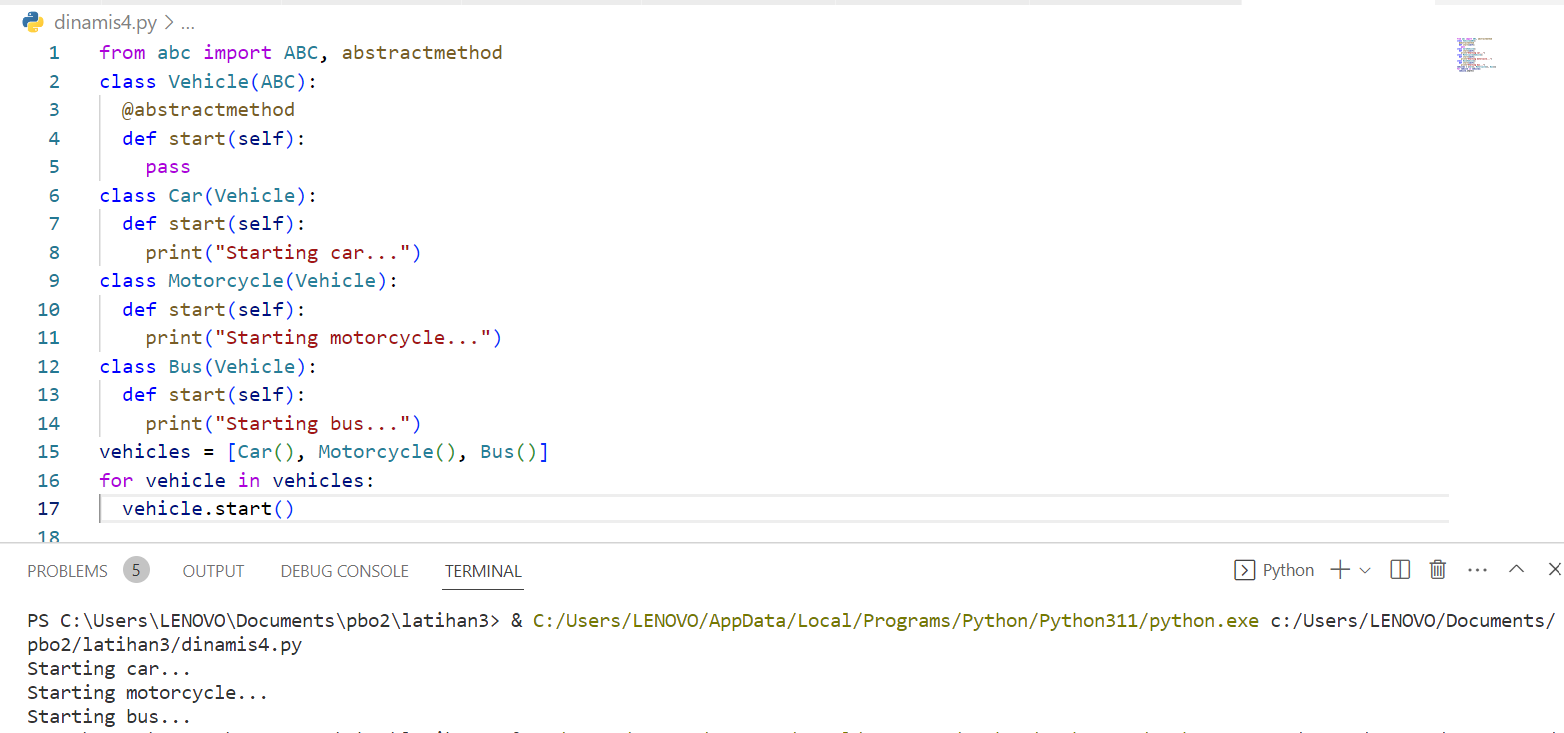 dinamis4.py > ...
1 from abc import ABC, abstractmethod
2 class Vehicle(ABC):
3   @abstractmethod
4   def start(self):
5     pass
6 class Car(Vehicle):
7   def start(self):
8     print("Starting car...")
9 class Motorcycle(Vehicle):
10   def start(self):
11     print("Starting motorcycle...")
12 class Bus(Vehicle):
13   def start(self):
14     print("Starting bus...")
15 vehicles = [Car(), Motorcycle(), Bus()]
16 for vehicle in vehicles:
17   vehicle.start()
18
PROBLEMS 5 OUTPUT DEBUG CONSOLE TERMINAL Python
PS C:\Users\LENOVO\Documents\pbo2\latihan3> & C:/Users/LENOVO/AppData/Local/Programs/Python/Python311/python.exe c:/Users/LENOVO/Documents/
pbo2/latihan3/dinamis4.py
Starting car...
Starting motorcycle...
Starting bus...